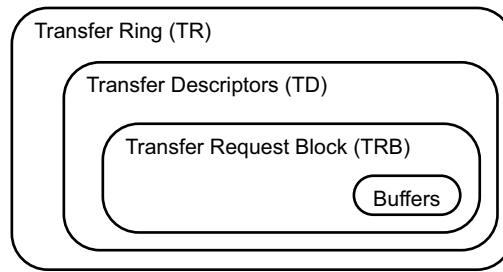 Transfer Ring (TR)
Transfer Descriptors (TD)
Transfer Request Block (TRB)
Buffers